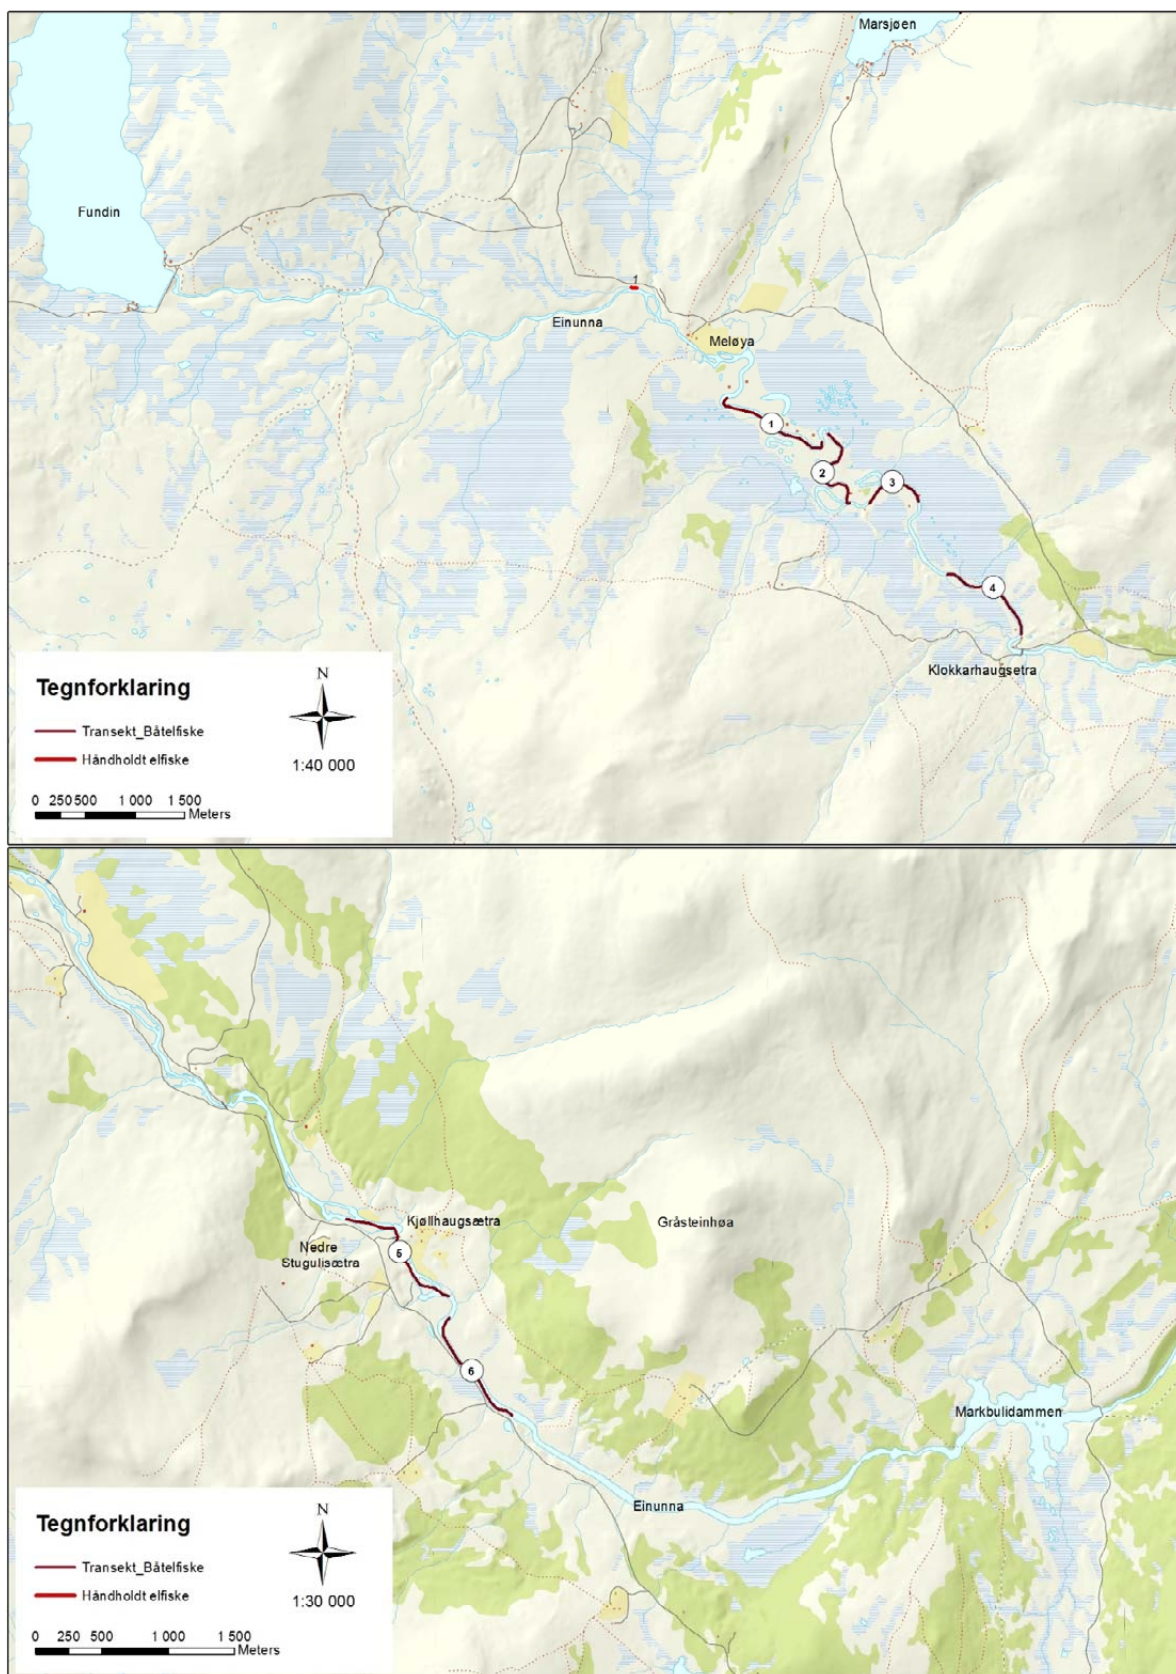 Marsjøen
Fundin
1
Einunna
Meløya
1
2
3
4
Klokkarhaugsetra
Tegnforklaring
N
Transekt_Båtelfiske
Håndholdt elfiske
1:40 000
0 250 500 1 000 1 500
Meters
Kjøllhaugsætra
Gråsteinhøa
Nedre
Stugulisætra
5
6
Markbulidammen
Einunna
Tegnforklaring
N
Transekt_Båtelfiske
Håndholdt elfiske
1:30 000
0 250 500 1 000 1 500
Meters